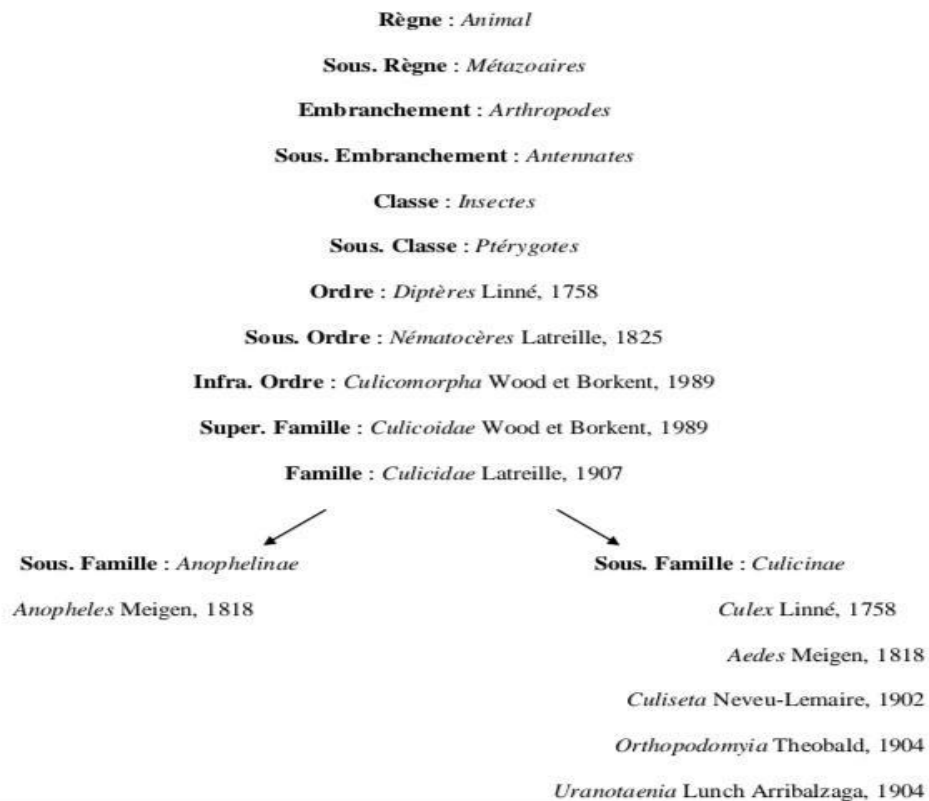 Règne : Animal
Sous. Règne : Métazoaires
Embranchement : Arthropodes
Sous. Embranchement : Antennates
Classe : Insectes
Sous. Classe : Ptérygotes
Ordre : Diptères Linné, 1758
Sous. Ordre : Nématocères Latreille, 1825
Infra. Ordre : Culicomorpha Wood et Borkent, 1989
Super. Famille : Culicoidae Wood et Borkent, 1989
Famille : Culicidae Latreille, 1907
Sous. Famille : Anophelinae
Anopheles Meigen, 1818
Sous. Famille : Culicinae
Culex Linné, 1758
Aedes Meigen, 1818
Culiseta Neveu-Lemaire, 1902
Orthopodomyia Theobald, 1904
Uranotaenia Lunch Arribalzaga, 1904